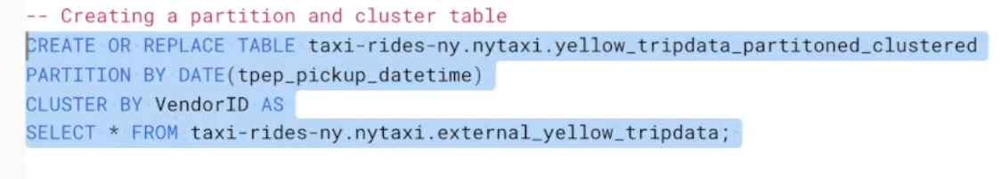 -- Creating a partition and cluster table
CREATE OR REPLACE TABLE taxi-rides-ny.nytaxi.yellow_tripdata_partitoned_clustered
PARTITION BY DATE(tpep_pickup_datetime)
CLUSTER BY VendorID AS
SELECT * FROM taxi-rides-ny.nytaxi.external_yellow_tripdata;